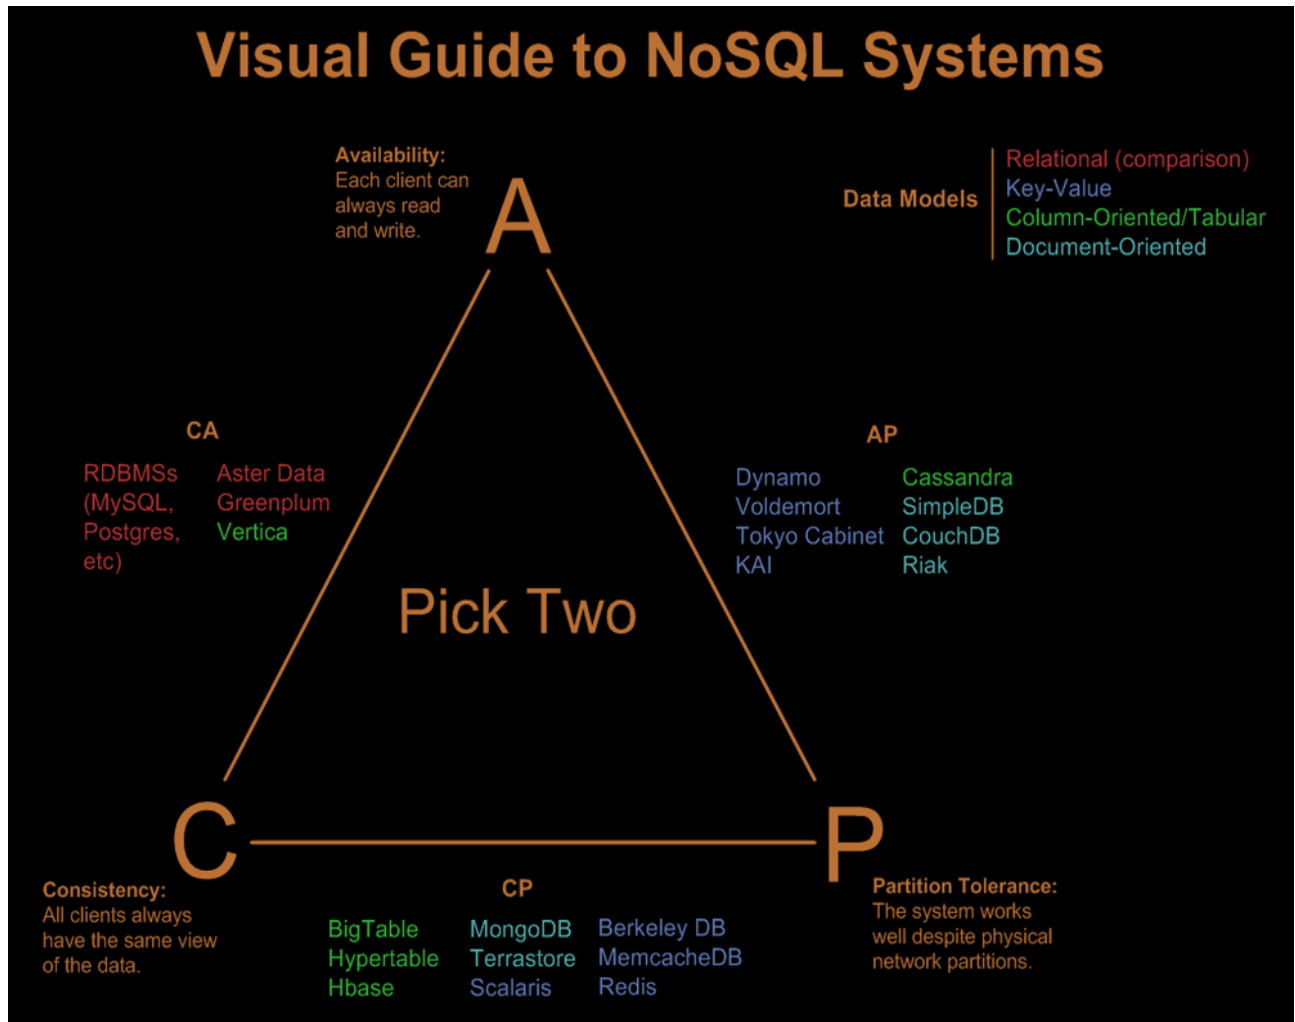 Visual Guide to NoSQL Systems
Availability:
Each client can
always read
and write.
A
Data Models
Relational (comparison)
Key-Value
Column-Oriented/Tabular
Document-Oriented
CA
RDBMSs
(MySQL,
Postgres,
etc)
Aster Data
Greenplum
Vertica
AP
Dynamo
Voldemort
Tokyo Cabinet
KAI
Cassandra
SimpleDB
CouchDB
Riak
Pick Two
C
P
Consistency:
All clients always
have the same view
of the data.
CP
BigTable
Hypertable
Hbase
MongoDB
Terrastore
Scalaris
Berkeley DB
MemcacheDB
Redis
Partition Tolerance:
The system works
well despite physical
network partitions.